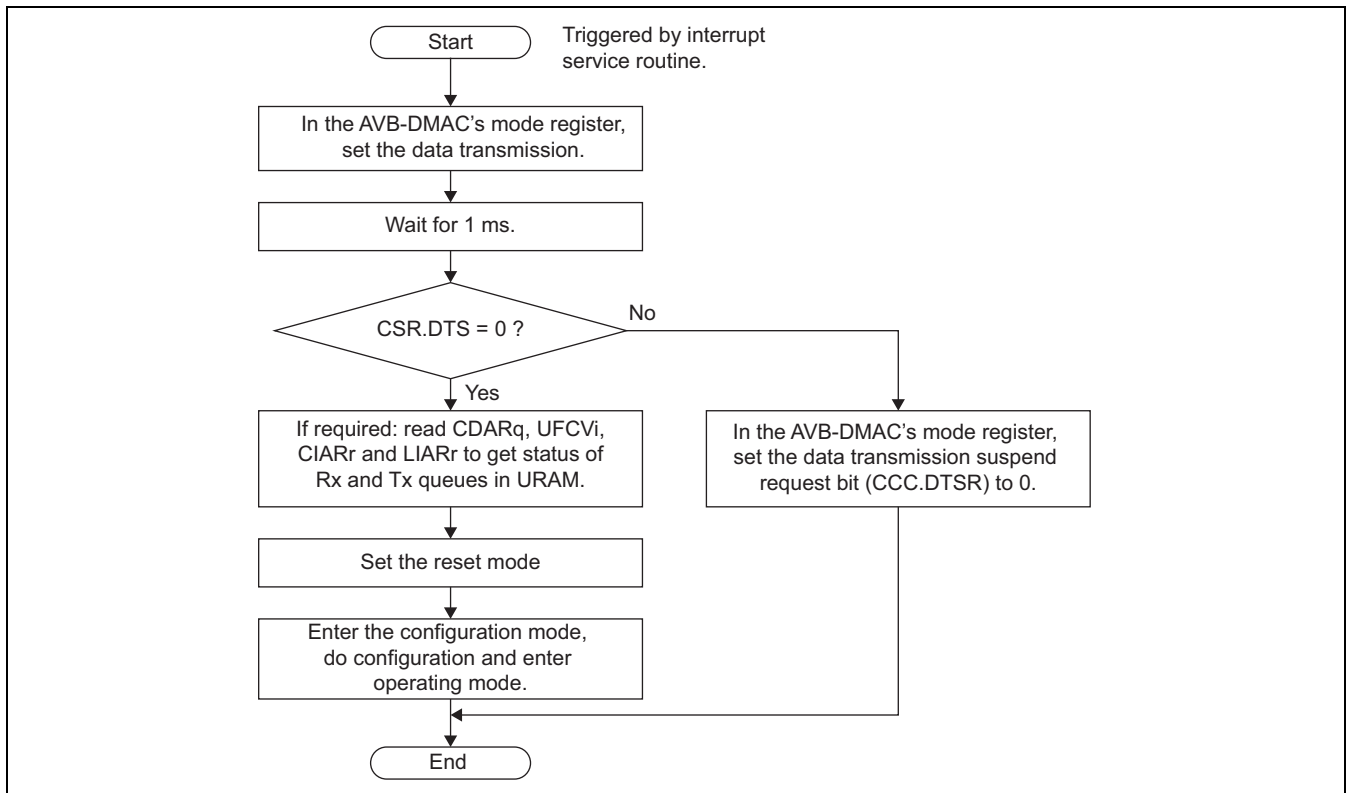 Start
Triggered by interrupt
service routine.
In the AVB-DMAC's mode register,
set the data transmission.
Wait for 1 ms.
CSR.DTS = 0 ?
No
Yes
If required: read CDARq, UFCVi,
CIARr and LIARr to get status of
Rx and Tx queues in URAM.
In the AVB-DMAC's mode register,
set the data transmission suspend
request bit (CCC.DTSR) to 0.
Set the reset mode
Enter the configuration mode,
do configuration and enter
operating mode.
End